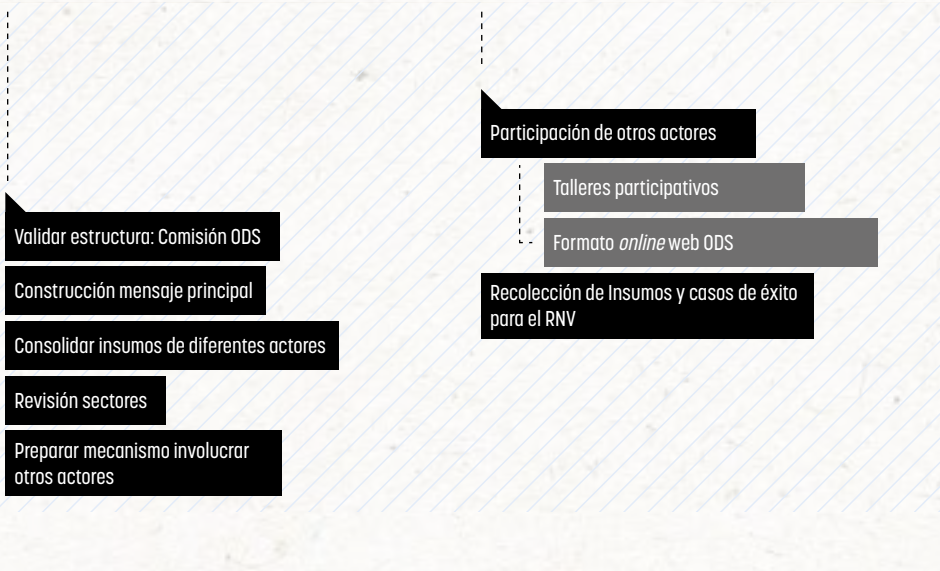 Validar estructura: Comisión ODS
Construcción mensaje principal
Consolidar insumos de diferentes actores
Revisión sectores
Preparar mecanismo involucrar
otros actores
Participación de otros actores
Talleres participativos
Formato online web ODS
Recolección de Insumos y casos de éxito
para el RNV